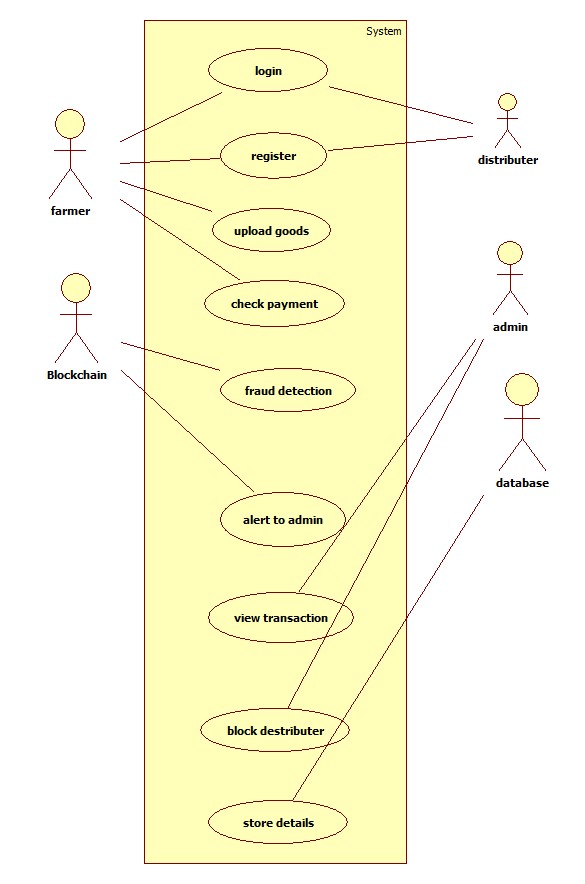 System
login
distributer
register
farmer
upload goods
check payment
admin
Blockchain
fraud detection
database
alert to admin
view transaction
block destributer
store details